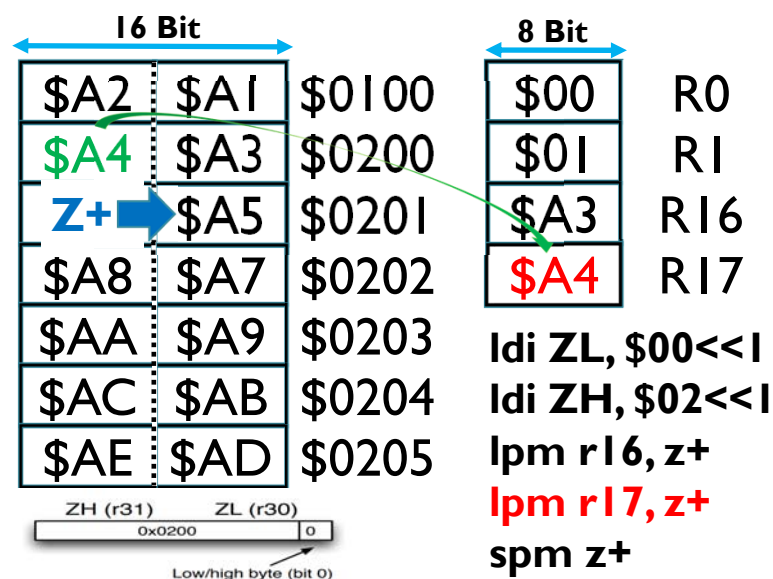 16 Bit 8 Bit
$A2 $A1 $0100 $00 R0
$A4 $A3 $0200 $01 R1
Z+ $A5 $0201 $A3 R16
$A8 $A7 $0202 $A4 R17
$AA $A9 $0203
$AC $AB $0204
$AE $AD $0205
ldi ZL, $00<<1
ldi ZH, $02<<1
lpm r16, z+
lpm r17, z+
spm z+
ZH (r31) ZL (r30)
0x0200 0
Low/high byte (bit 0)